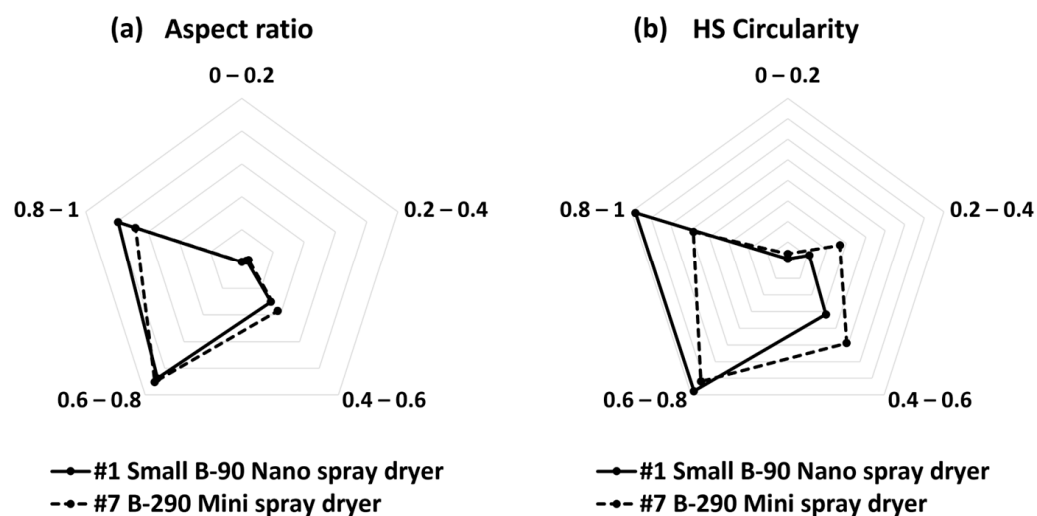 (a) Aspect ratio
0 – 0.2
0.2 – 0.4
0.4 – 0.6
0.6 – 0.8
0.8 – 1
#1 Small B-90 Nano spray dryer
#7 B-290 Mini spray dryer
(b) HS Circularity
0 – 0.2
0.2 – 0.4
0.4 – 0.6
0.6 – 0.8
0.8 – 1
#1 Small B-90 Nano spray dryer
#7 B-290 Mini spray dryer